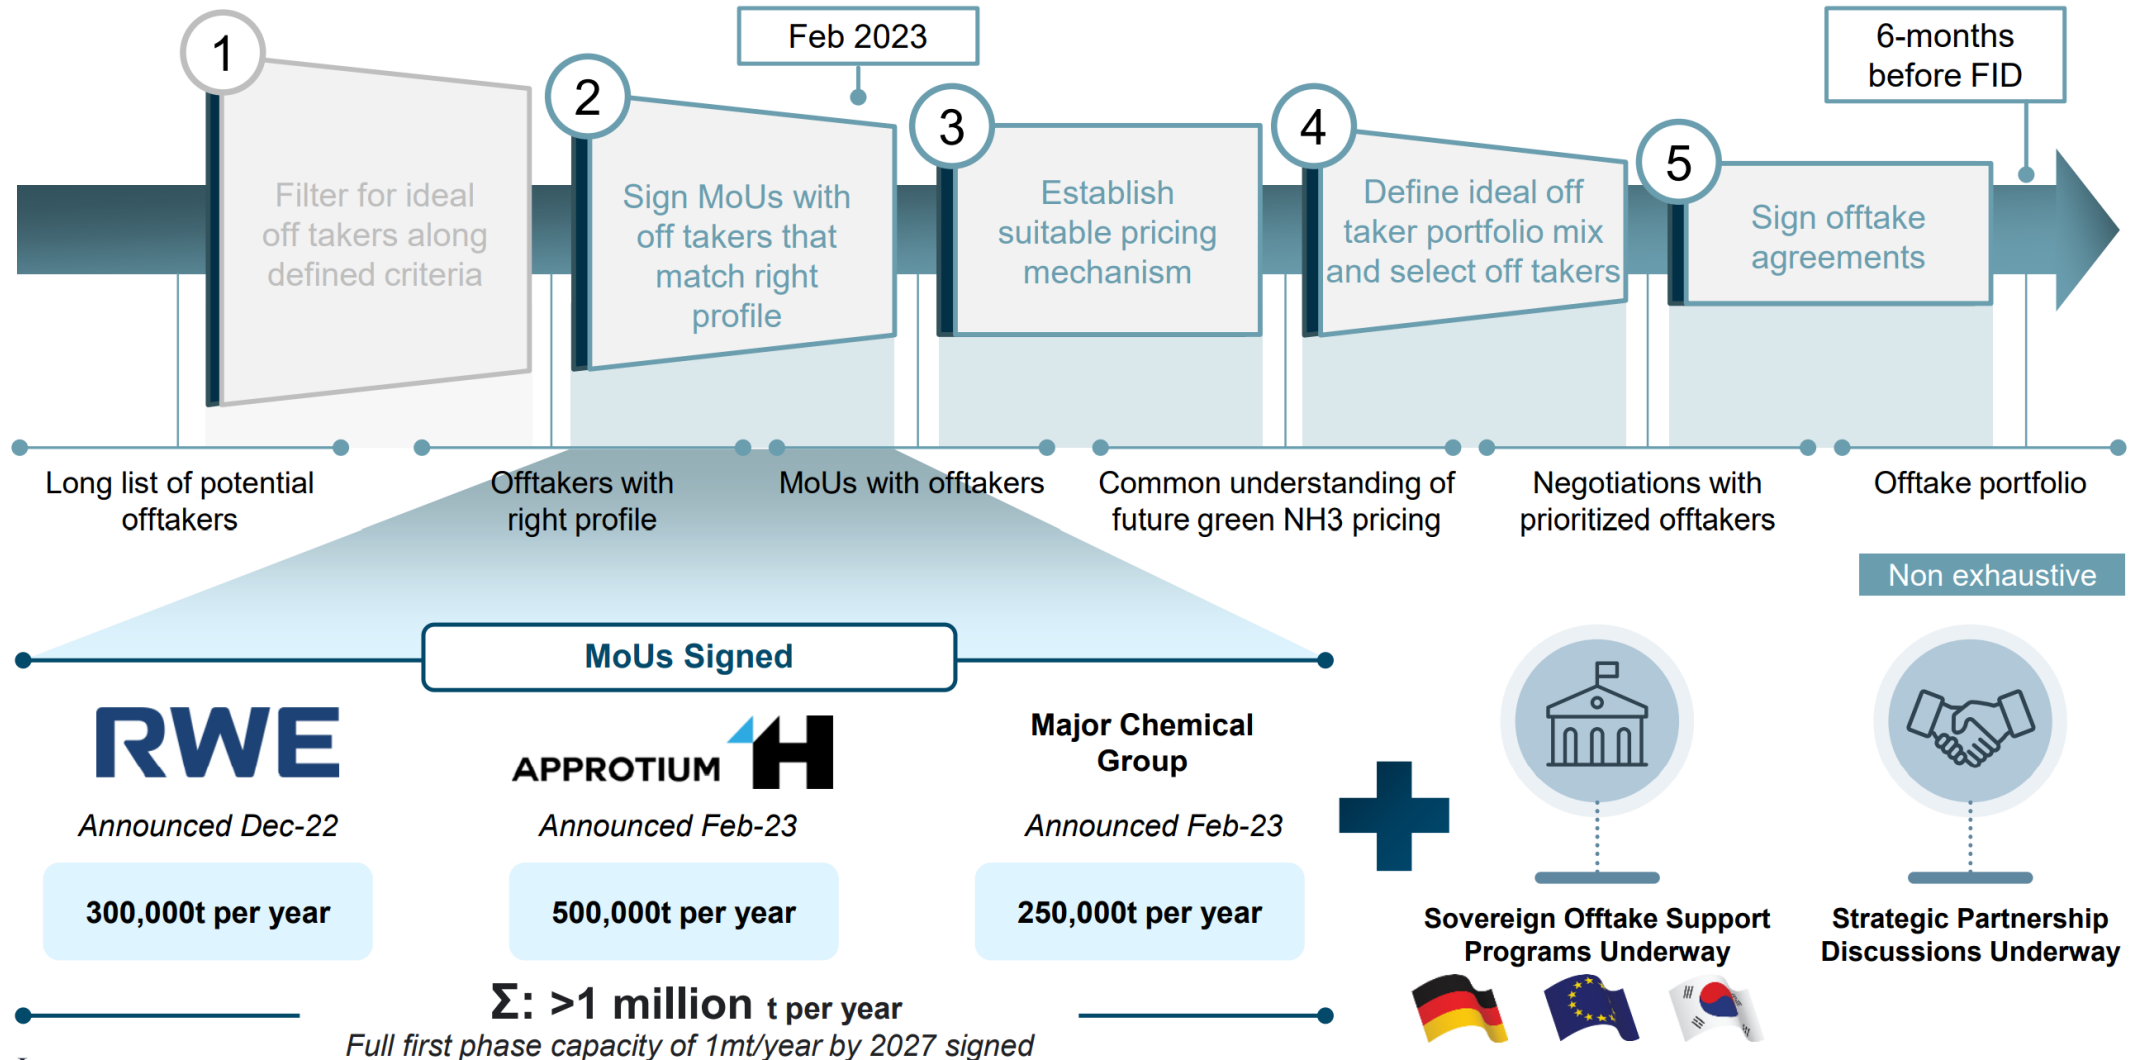 1
Filter for ideal
off takers along
defined criteria
2
Sign MoUs with
off takers that
match right
profile
Feb 2023
3
Establish
suitable pricing
mechanism
4
Define ideal off
taker portfolio mix
and select off takers
5
Sign offtake
agreements
6-months
before FID
Long list of potential
offtakers
Offtakers with
right profile
MoUs with offtakers
Common understanding of
future green NH3 pricing
Negotiations with
prioritized offtakers
Offtake portfolio
Non exhaustive
MoUs Signed
RWE
Announced Dec-22
300,000t per year
APPROTIUM
Announced Feb-23
500,000t per year
Major Chemical
Group
Announced Feb-23
250,000t per year
Σ: >1 million t per year
Full first phase capacity of 1mt/year by 2027 signed
Sovereign Offtake Support
Programs Underway
Strategic Partnership
Discussions Underway